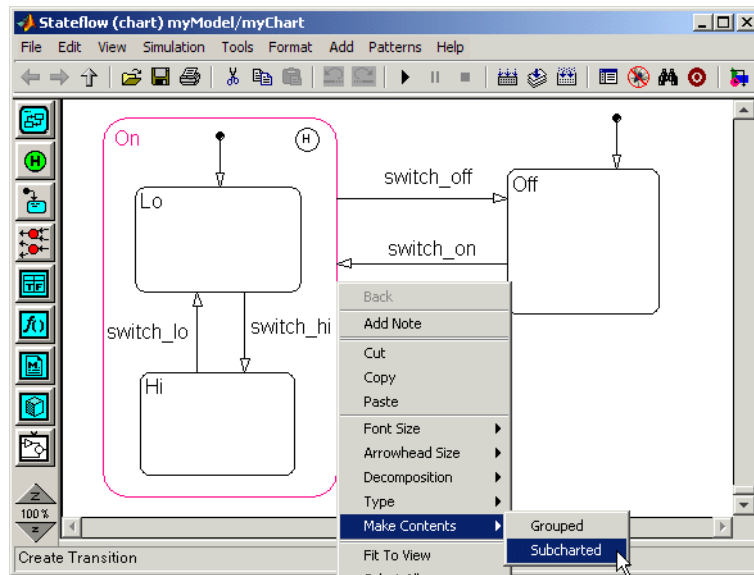 Stateflow (chart) myModel/myChart
File Edit View Simulation Tools Format Add Patterns Help
On
H
Lo
switch_off
Off
switch_on
switch_lo
switch_hi
Hi
Back
Add Note
Cut
Copy
Paste
Font Size
Arrowhead Size
Decomposition
Type
Make Contents
Grouped
Subcharted
Fit To View
H
TF
f()
M
Z
100 %
Z
Create Transition